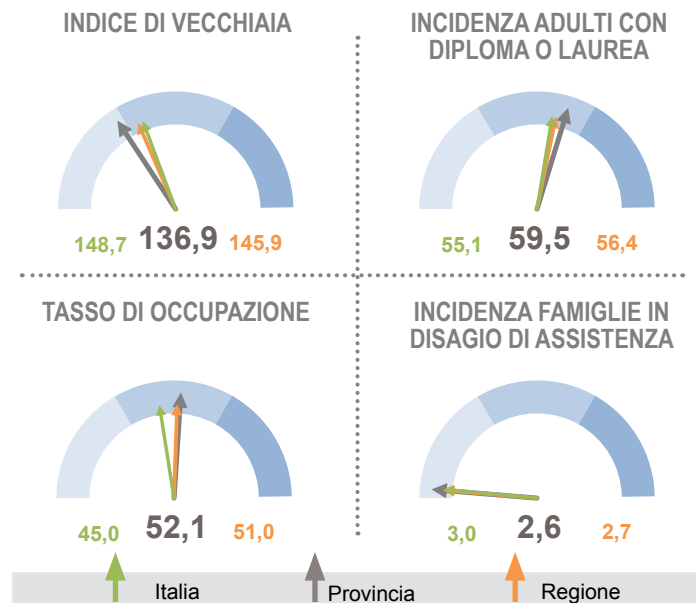 INDICE DI VECCHIAIA
148,7 136,9 145,9
INCIDENZA ADULTI CON
DIPLOMA O LAUREA
55,1 59,5 56,4
TASSO DI OCCUPAZIONE
45,0 52,1 51,0
INCIDENZA FAMIGLIE IN
DISAGIO DI ASSISTENZA
3,0 2,6 2,7
Italia Provincia Regione